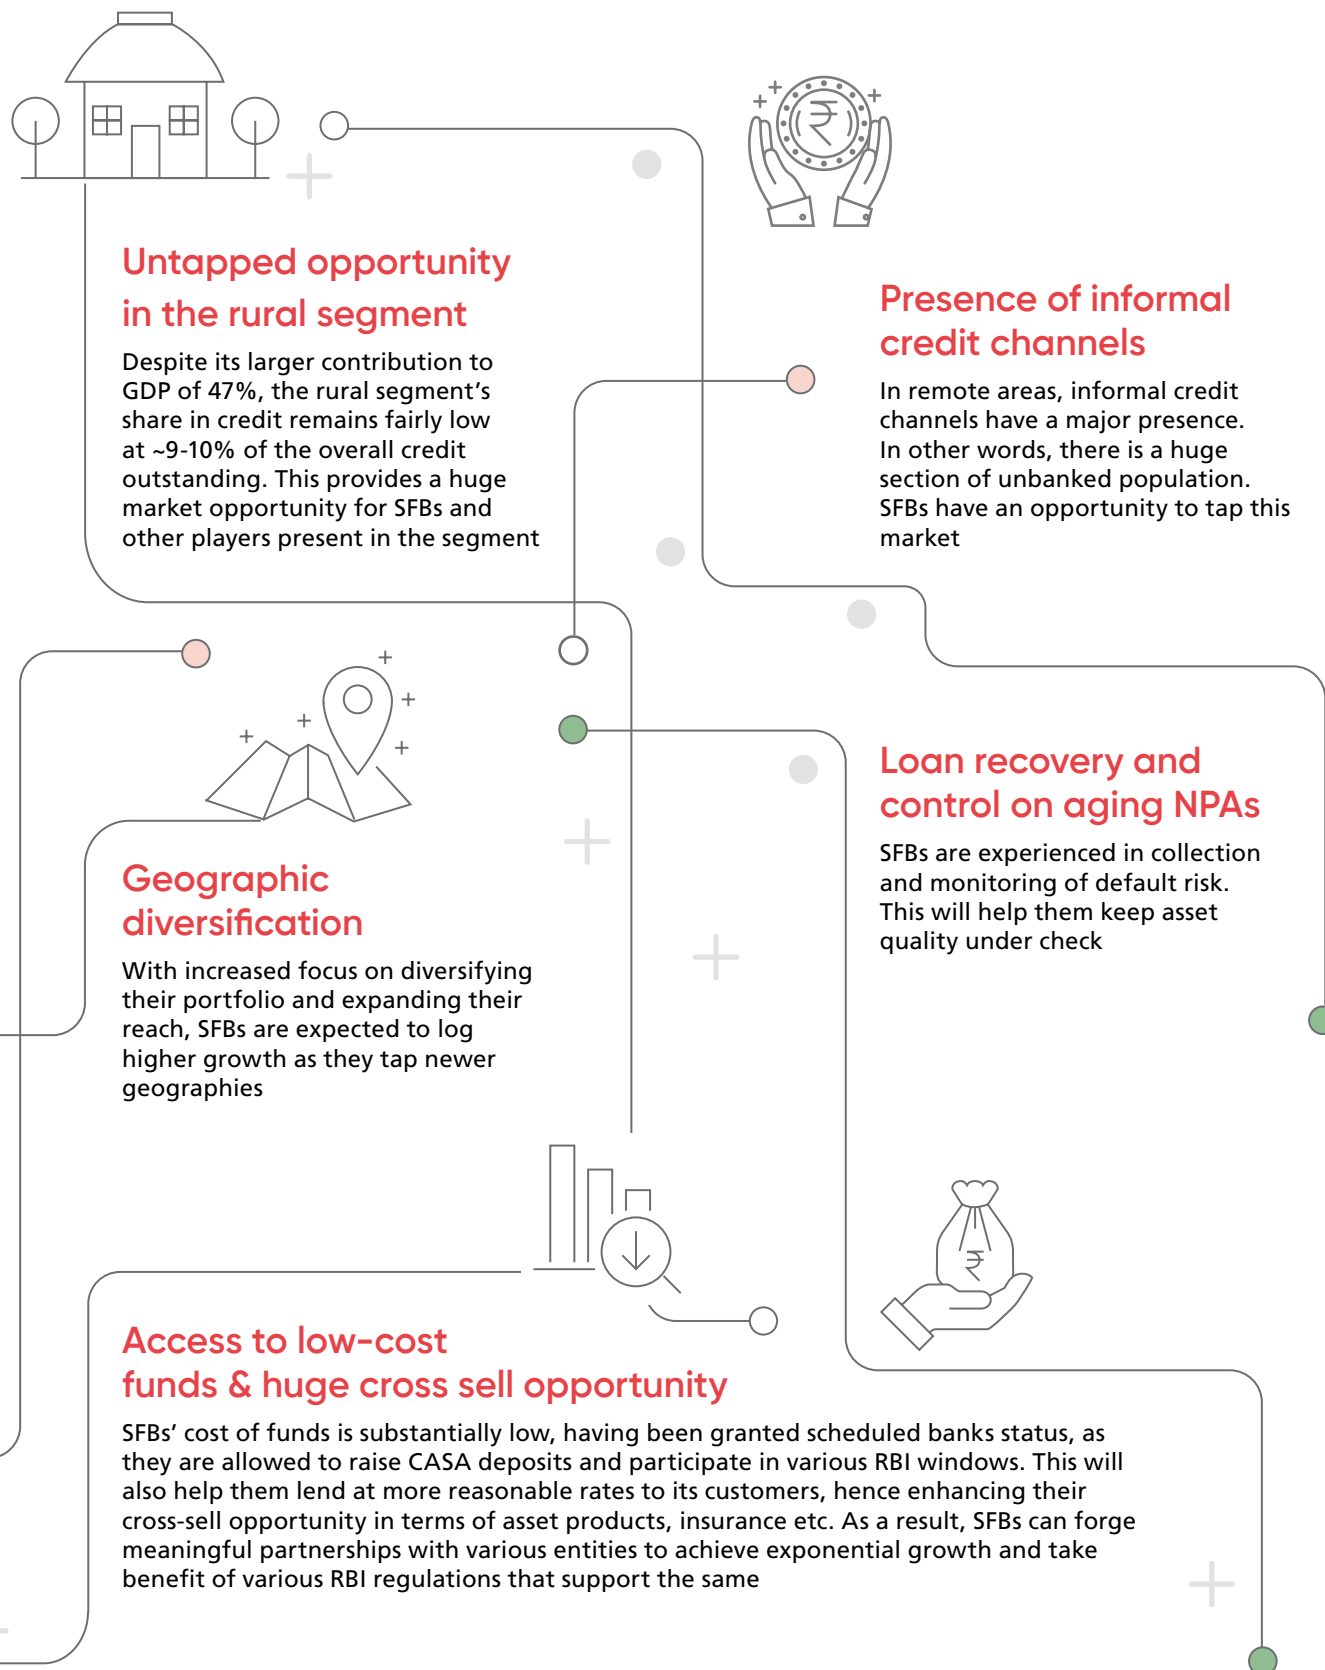 Untapped opportunity
in the rural segment
Despite its larger contribution to
GDP of 47%, the rural segment’s
share in credit remains fairly low
at ~9-10% of the overall credit
outstanding. This provides a huge
market opportunity for SFBs and
other players present in the segment
Presence of informal
credit channels
In remote areas, informal credit
channels have a major presence.
In other words, there is a huge
section of unbanked population.
SFBs have an opportunity to tap this
market
Geographic
diversification
With increased focus on diversifying
their portfolio and expanding their
reach, SFBs are expected to log
higher growth as they tap newer
geographies
Loan recovery and
control on aging NPAs
SFBs are experienced in collection
and monitoring of default risk.
This will help them keep asset
quality under check
Access to low-cost
funds & huge cross sell opportunity
SFBs’ cost of funds is substantially low, having been granted scheduled banks status, as
they are allowed to raise CASA deposits and participate in various RBI windows. This will
also help them lend at more reasonable rates to its customers, hence enhancing their
cross-sell opportunity in terms of asset products, insurance etc. As a result, SFBs can forge
meaningful partnerships with various entities to achieve exponential growth and take
benefit of various RBI regulations that support the same